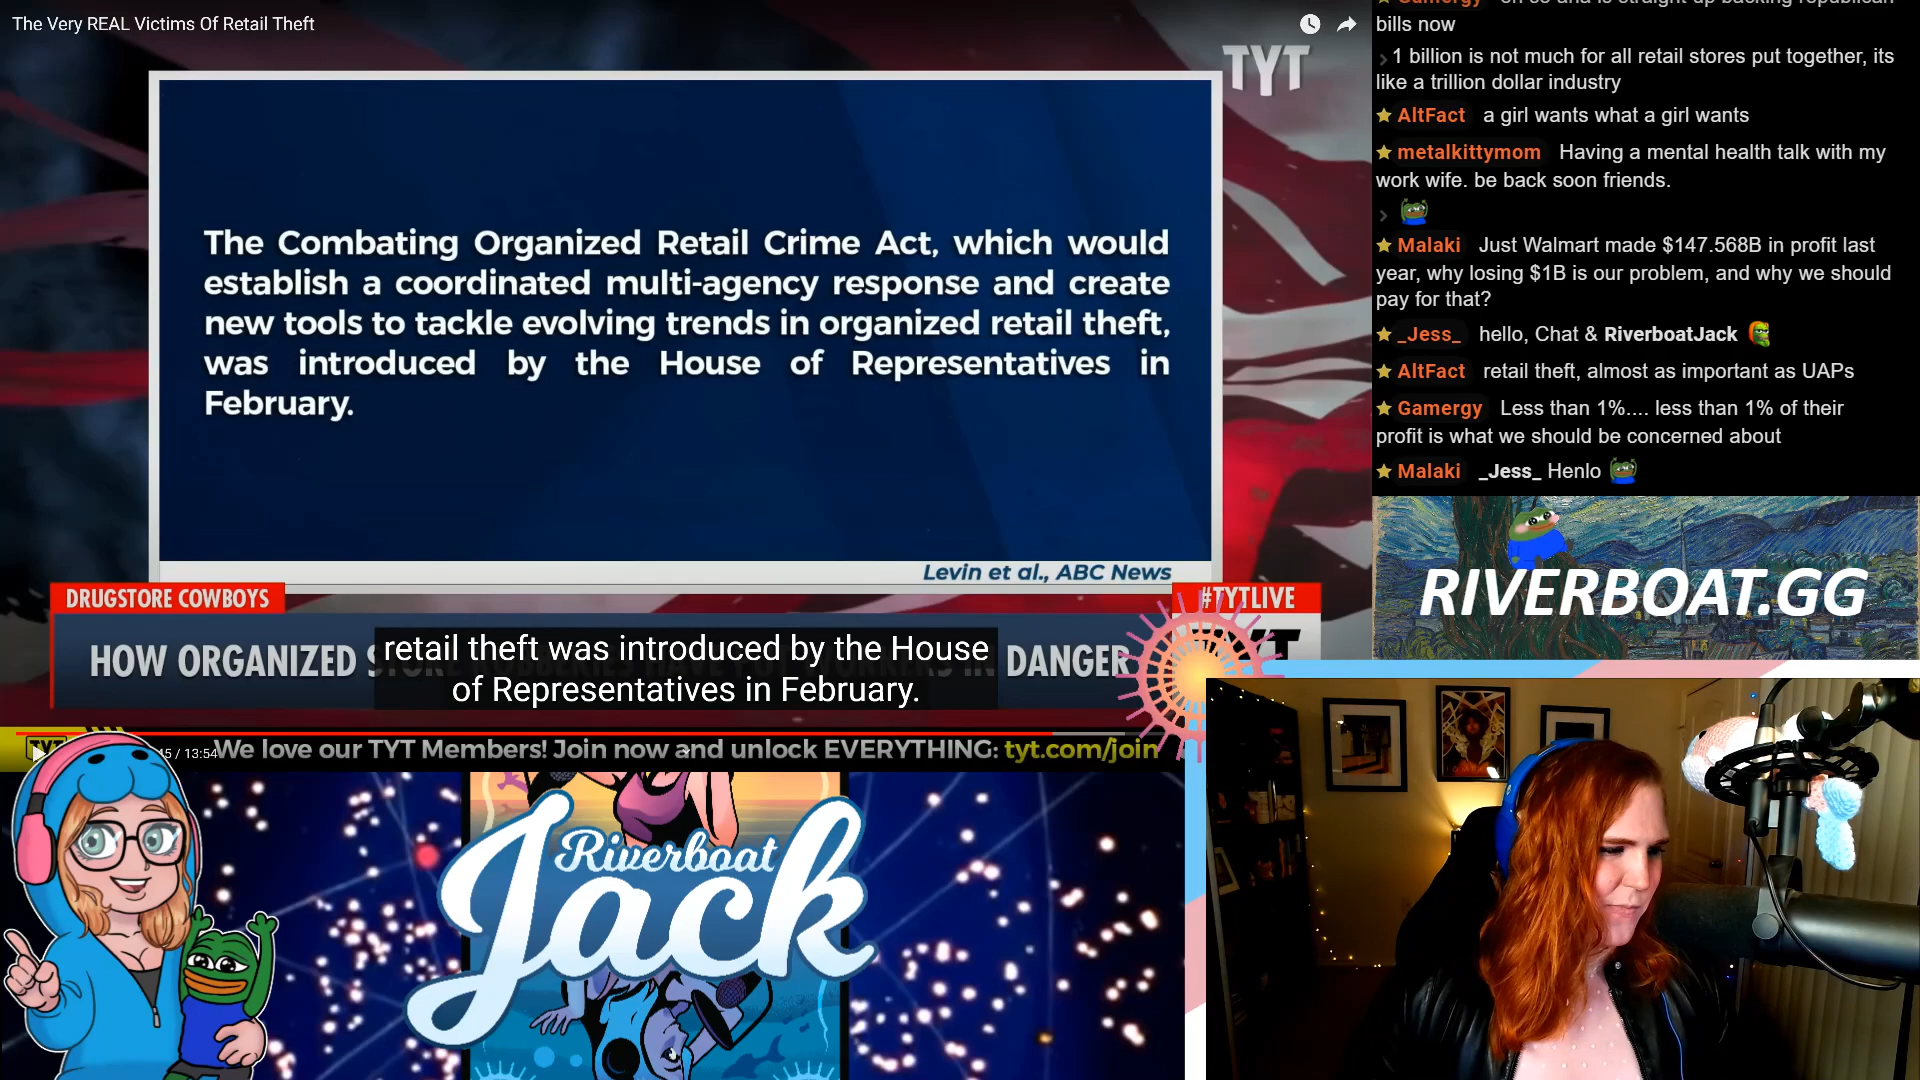 The Very REAL Victims Of Retail Theft
TYT
The Combating Organized Retail Crime Act, which would
establish a coordinated multi-agency response and create
new tools to tackle evolving trends in organized retail theft,
was introduced by the House of Representatives in
February.
Levin et al., ABC News
DRUGSTORE COWBOYS
#TYTLIVE
HOW ORGANIZED
DANGER
retail theft was introduced by the House
of Representatives in February.
/ 13:54
We love our TYT Members! Join now and unlock EVERYTHING: tyt.com/join
Riverboat
Jack
bills now
1 billion is not much for all retail stores put together, its
like a trillion dollar industry
AltFact a girl wants what a girl wants
metalkittymom Having a mental health talk with my
work wife. be back soon friends.
Malaki Just Walmart made $147.568B in profit last
year, why losing $1B is our problem, and why we should
pay for that?
_Jess_ hello, Chat & RiverboatJack
AltFact retail theft, almost as important as UAPs
Gamergy Less than 1%.... less than 1% of their
profit is what we should be concerned about
Malaki _Jess_ Henlo
RIVERBOAT.GG